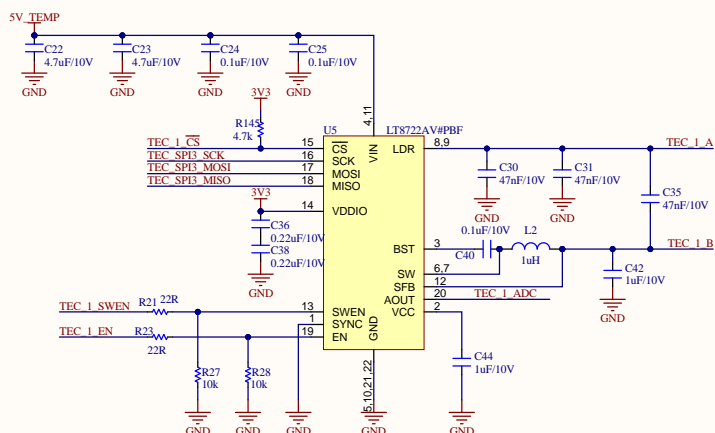 5V_TEMP
C22
4.7uF/10V
C23
4.7uF/10V
C24
0.1uF/10V
C25
0.1uF/10V
GND
GND
GND
GND
3V3
R145
4.7k
4,11
U5
LT8722AV#PBF
TEC_1_CS
15
CS
VIN
LDR
8,9
TEC_1_A
TEC_SPI3_SCK
16
SCK
TEC_SPI3_MOSI
17
MOSI
TEC_SPI3_MISO
18
MISO
C30
47nF/10V
C31
47nF/10V
GND
GND
C35
47nF/10V
3V3
14
VDDIO
C36
0.22uF/10V
C38
0.22uF/10V
GND
BST
3
0.1uF/10V
C40
L2
1uH
TEC_1_B
SW
6,7
SFB
12
C42
1uF/10V
GND
AOUT
20
TEC_1_ADC
VCC
2
TEC_1_SWEN
R21
22R
13
SWEN
1
SYNC
TEC_1_EN
R23
22R
19
EN
GND
C44
1uF/10V
R27
10k
R28
10k
5,10,21,22
GND
GND
GND
GND
GND